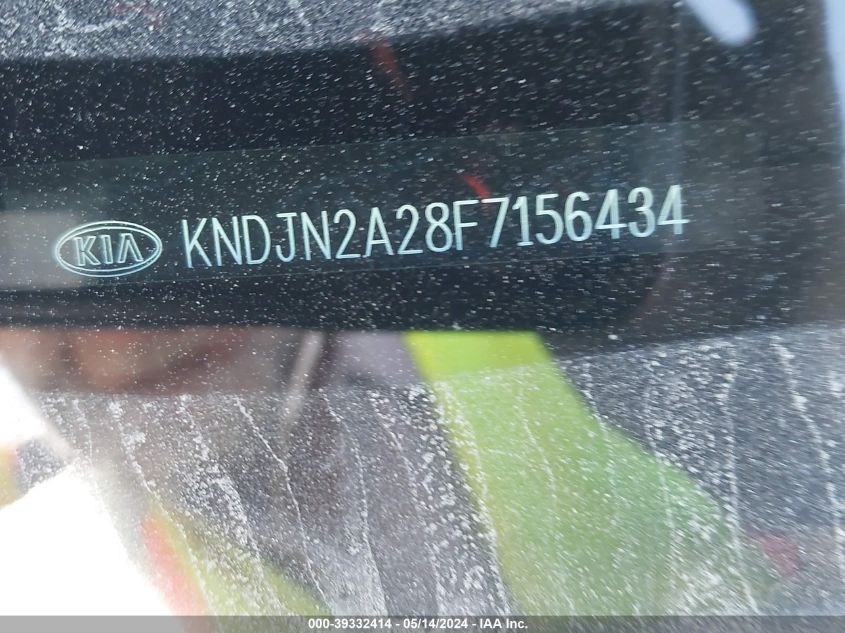 KIA KNDJN2A28F7156434
000-39332414 - 05/14/2024 - IAA Inc.